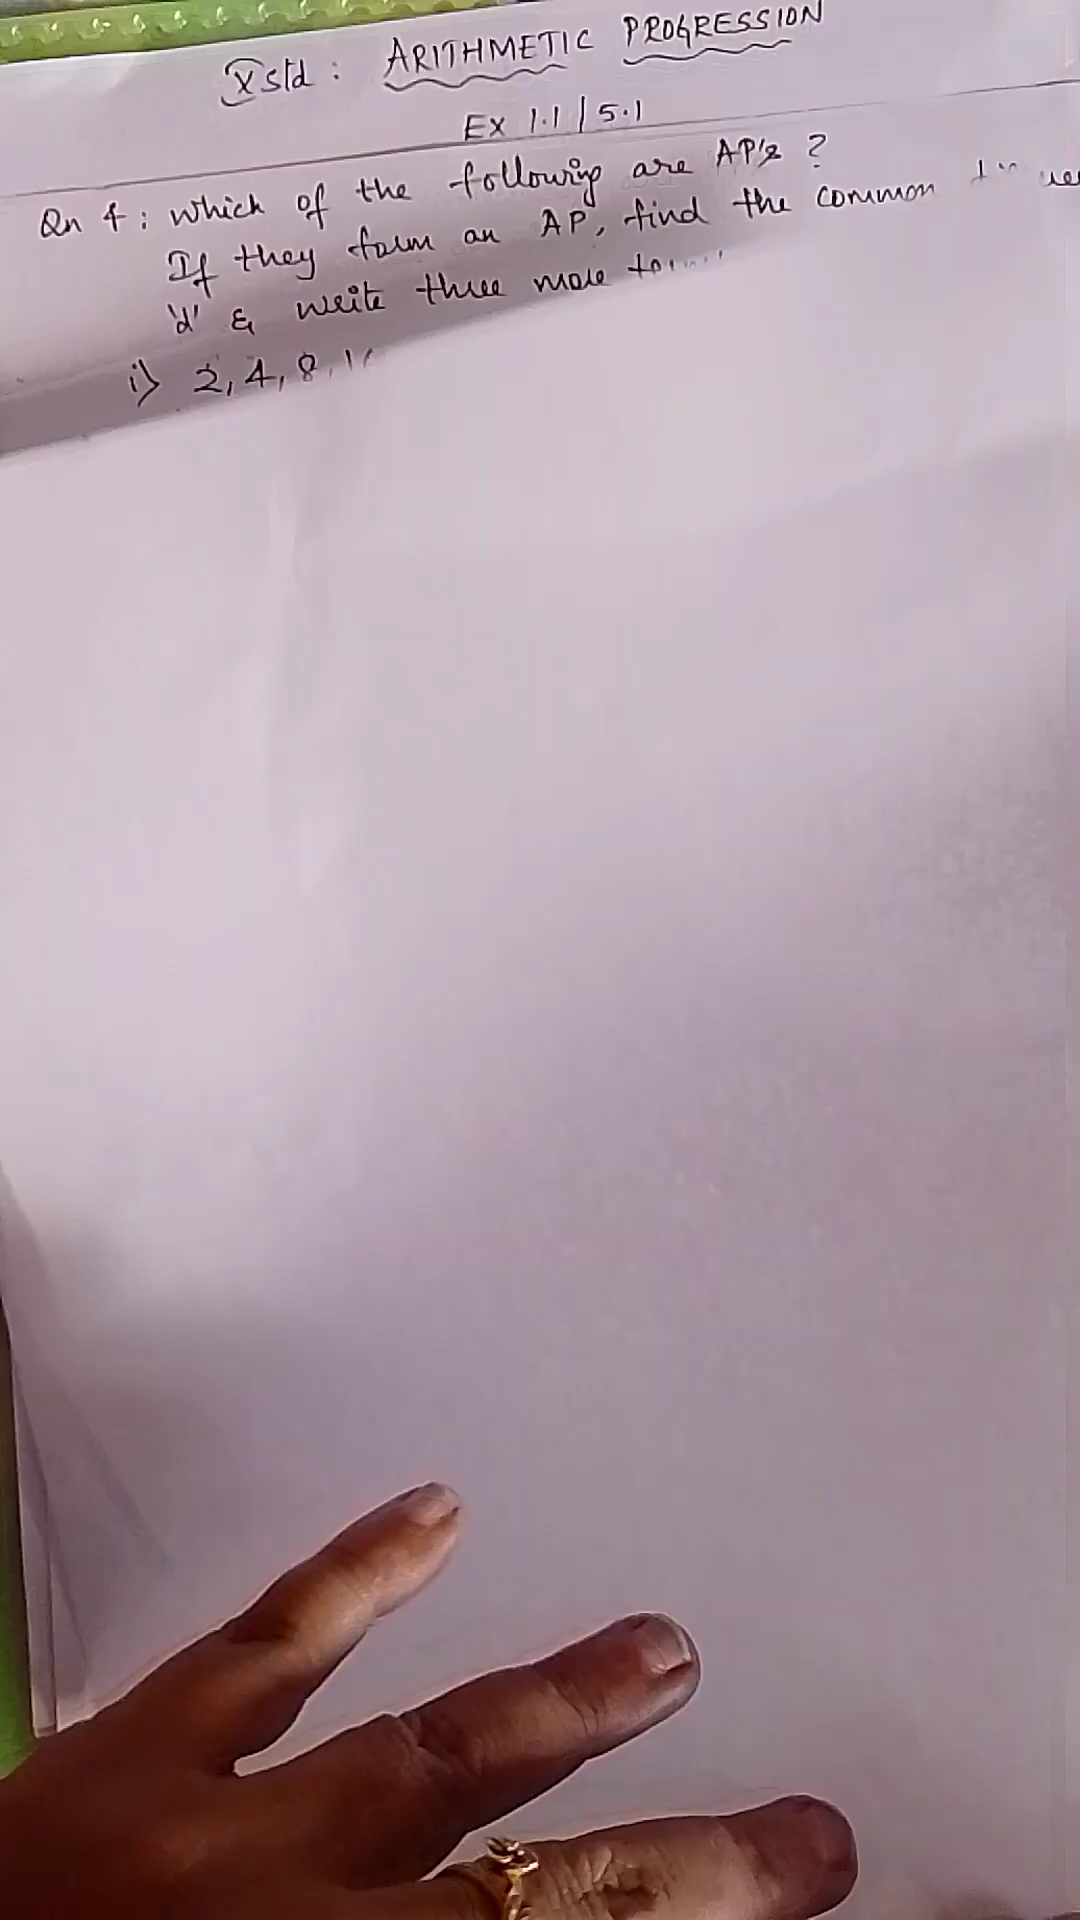 X std : ARITHMETIC PROGRESSION
Ex 1.1 / 5.1
Qn 4 : Which of the following are AP's ?
If they form an AP, find the common
'd' & write three more
i) 2, 4, 8,